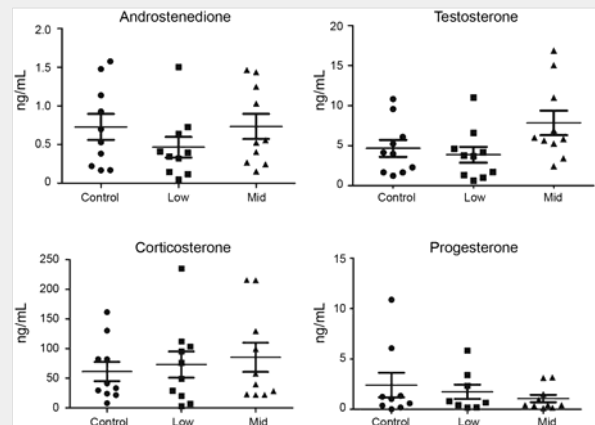 Androstenedione
ng/mL
2.0
1.5
1.0
0.5
0
Control Low Mid
Testosterone
ng/mL
20
15
10
5
0
Control Low Mid
Corticosterone
ng/mL
250
200
150
100
50
0
Control Low Mid
Progesterone
ng/mL
15
10
5
0
Control Low Mid